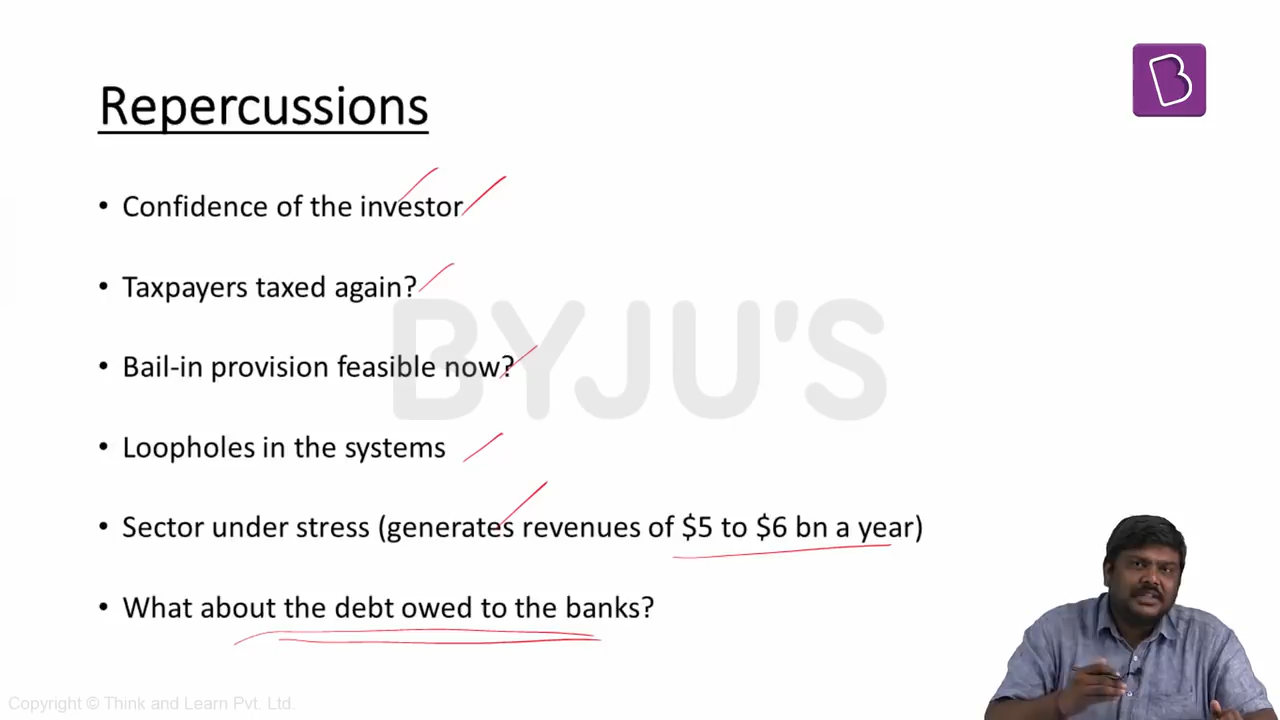 Repercussions
B
• Confidence of the investor
• Taxpayers taxed again?
• Bail-in provision feasible now?
BYJU'S
• Loopholes in the systems
• Sector under stress (generates revenues of $5 to $6 bn a year)
• What about the debt owed to the banks?
Copyright © Think and Learn Pvt. Ltd.